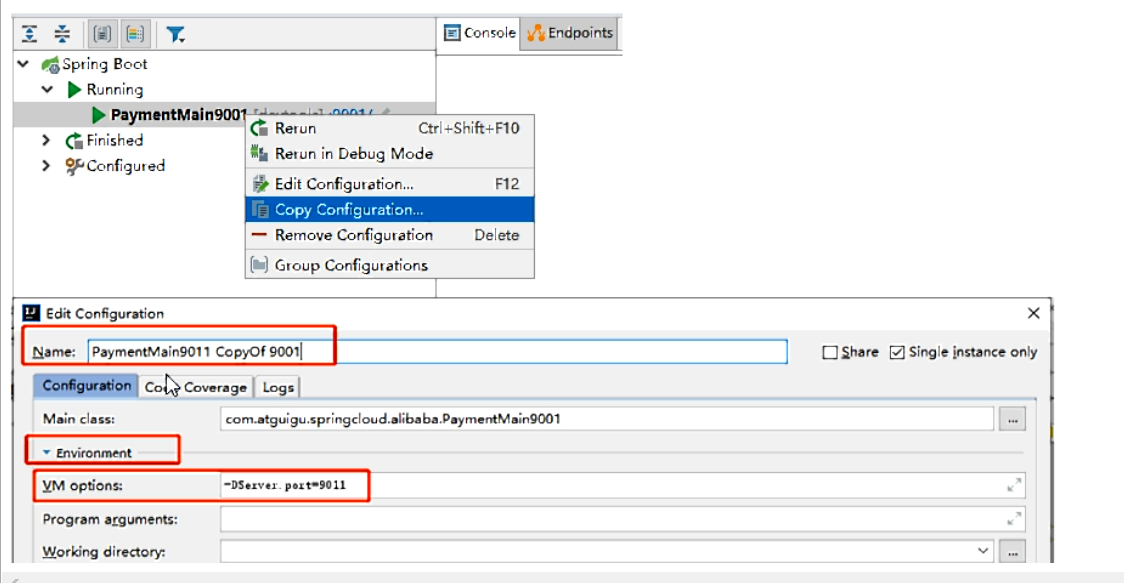 Console Endpoints
Spring Boot
Running
PaymentMain9001 [devtools] :9001/
Finished
Configured
Rerun Ctrl+Shift+F10
Rerun in Debug Mode
Edit Configuration... F12
Copy Configuration...
Remove Configuration Delete
Group Configurations
Edit Configuration
Name: PaymentMain9011 CopyOf 9001 Share Single instance only
Configuration Coverage Logs
Main class: com.atguigu.springcloud.alibaba.PaymentMain9001 ...
Environment
VM options: -DServer.port=9011
Program arguments:
Working directory: ...